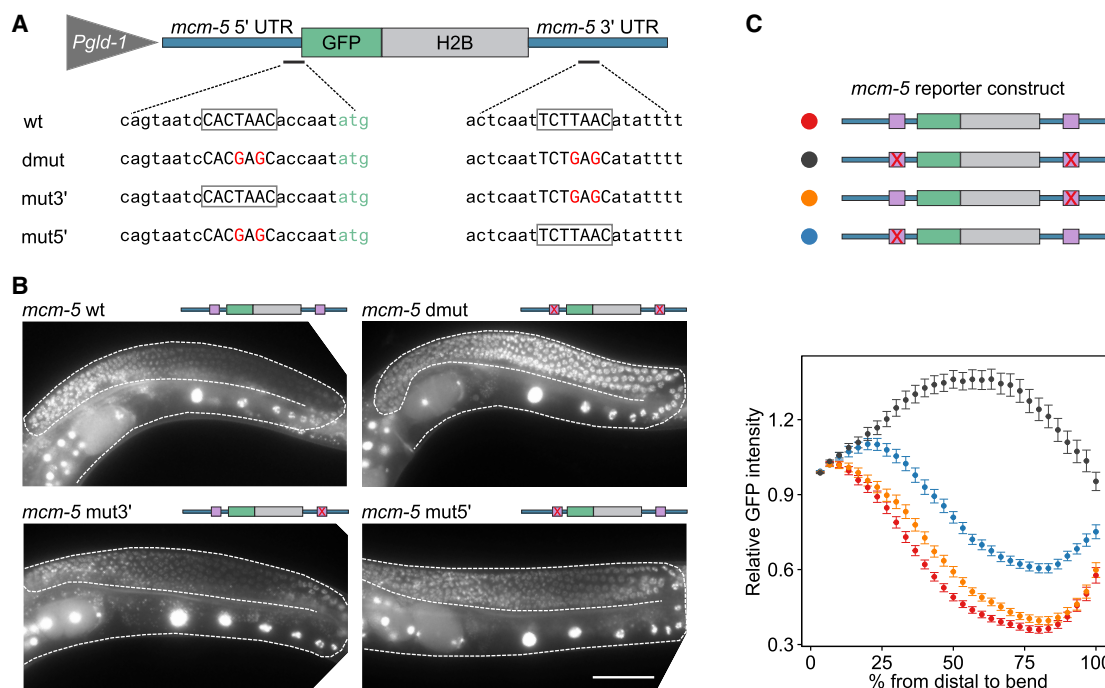 A
Pgld-1
mcm-5 5' UTR
GFP
H2B
mcm-5 3' UTR
wt cagtaatcCACTAACaccaatatg actcaatTCTTAACatatttt
dmut cagtaatcCACGAGCaccaatatg actcaatTCTGAGCatatttt
mut3' cagtaatcCACTAACaccaatatg actcaatTCTGAGCatatttt
mut5' cagtaatcCACGAGCaccaatatg actcaatTCTTAACatatttt
B
mcm-5 wt
mcm-5 dmut
X X
mcm-5 mut3'
X
mcm-5 mut5'
X
C
mcm-5 reporter construct
X X
X
X
Relative GFP intensity
1.2
0.9
0.6
0.3
0 25 50 75 100
% from distal to bend